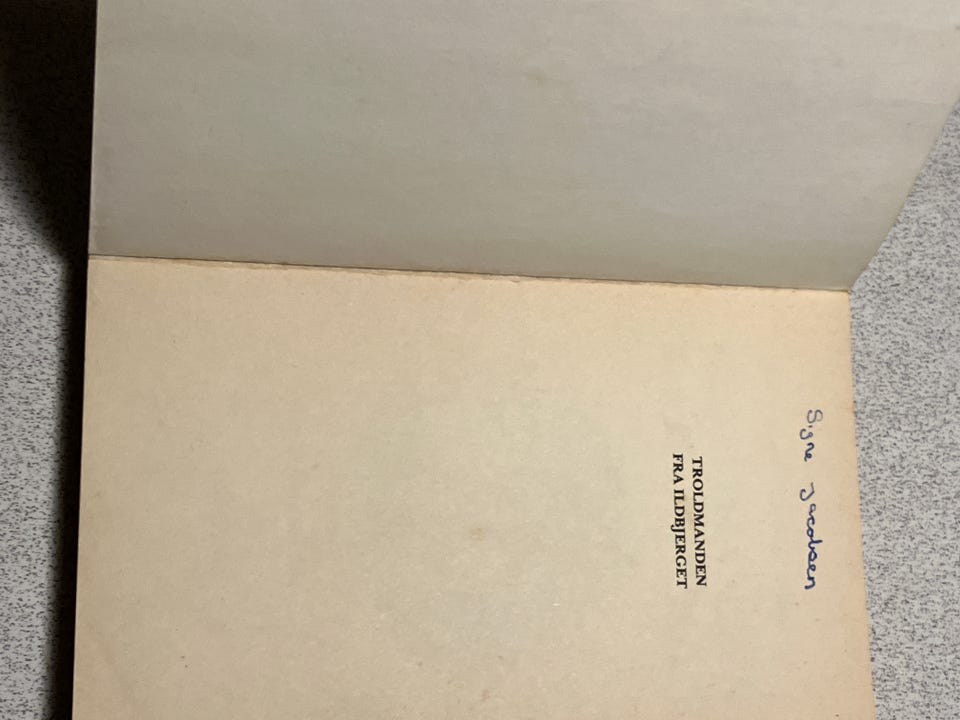 Signe Jacobsen
TROLDMANDEN
FRA ILDBJERGET